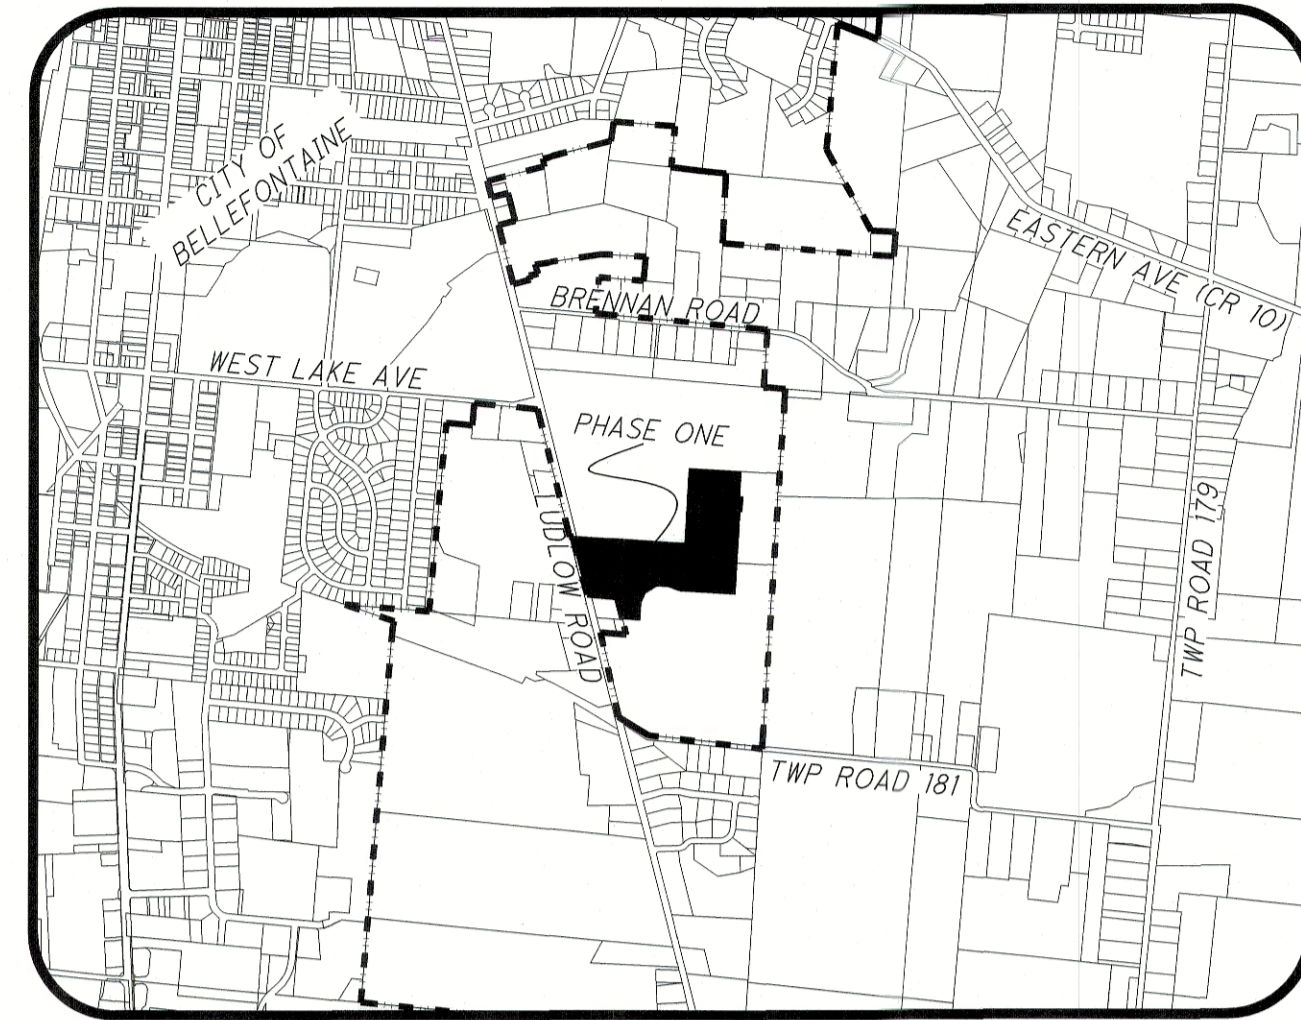 CITY OF
BELLEFONTAINE
EASTERN AVE (CR 10)
BRENNAN ROAD
WEST LAKE AVE
PHASE ONE
LUDLOW ROAD
TWP ROAD 179
TWP ROAD 181